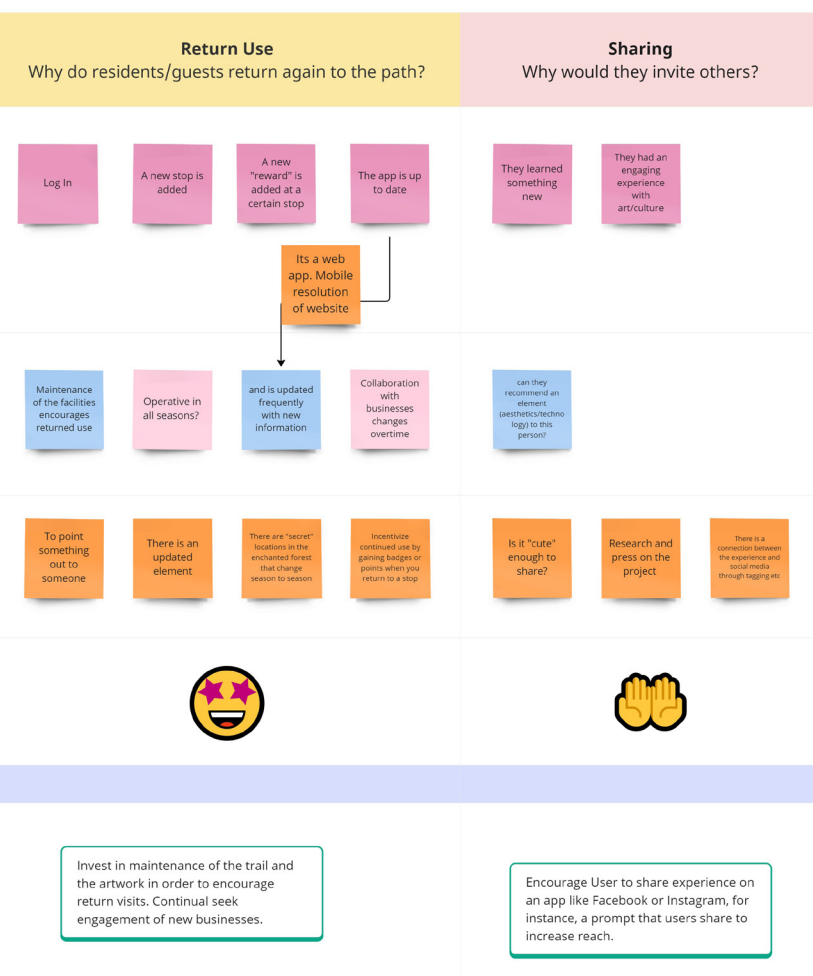 Return Use
Why do residents/guests return again to the path?
Sharing
Why would they invite others?
Log In
A new stop is
added
A new
"reward" is
added at a
certain stop
The app is up
to date
They learned
something
new
They had an
engaging
experience
with
art/culture
Its a web
app. Mobile
resolution
of website
Maintenance
of the facilities
encourages
returned use
Operative in
all seasons?
and is updated
frequently
with new
information
Collaboration
with
businesses
changes
overtime
can they
recommend an
element
(aesthetics/techno
logy) to this
person?
To point
something
out to
someone
There is an
updated
element
There are "secret"
locations in the
enchanted forest
that change
season to season
Incentivize
continued use by
gaining badges or
points when you
return to a stop
Is it "cute"
enough to
share?
Research and
press on the
project
There is a
connection between
the experience and
social media
through tagging etc
Invest in maintenance of the trail and
the artwork in order to encourage
return visits. Continual seek
engagement of new businesses.
Encourage User to share experience on
an app like Facebook or Instagram, for
instance, a prompt that users share to
increase reach.